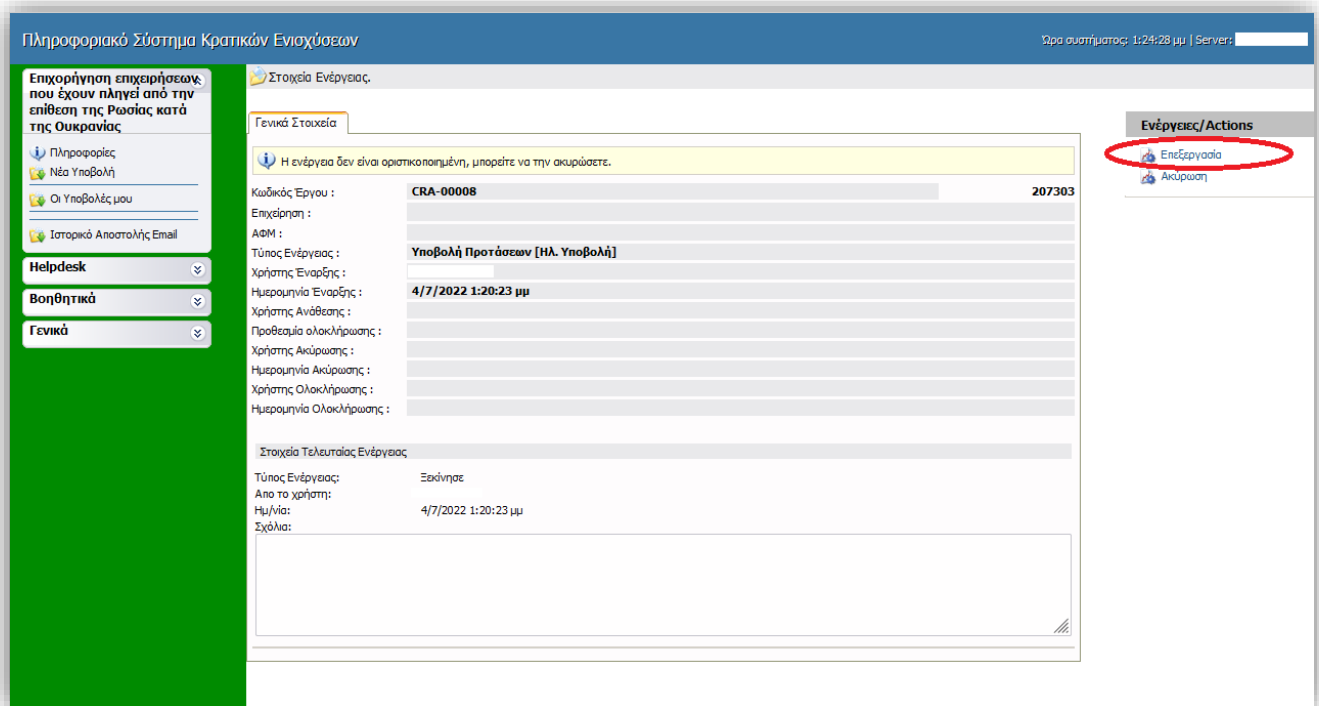 Πληροφοριακό Σύστημα Κρατικών Ενισχύσεων
Ώρα συστήματος: 1:24:28 μμ | Server:
Επιχορήγηση επιχειρήσεων
που έχουν πληγεί από την
επίθεση της Ρωσίας κατά
της Ουκρανίας
Πληροφορίες
Νέα Υποβολή
Οι Υποβολές μου
Ιστορικό Αποστολής Email
Helpdesk
Βοηθητικά
Γενικά
Στοιχεία Ενέργειας.
Γενικά Στοιχεία
Η ενέργεια δεν είναι οριστικοποιημένη, μπορείτε να την ακυρώσετε.
Κωδικός Έργου : CRA-00008 207303
Επιχείρηση :
ΑΦΜ :
Τύπος Ενέργειας : Υποβολή Προτάσεων [Ηλ. Υποβολή]
Χρήστης Έναρξης :
Ημερομηνία Έναρξης : 4/7/2022 1:20:23 μμ
Χρήστης Ανάθεσης :
Προθεσμία ολοκλήρωσης :
Χρήστης Ακύρωσης :
Ημερομηνία Ακύρωσης :
Χρήστης Ολοκλήρωσης :
Ημερομηνία Ολοκλήρωσης :
Στοιχεία Τελευταίας Ενέργειας
Τύπος Ενέργειας: Ξεκίνησε
Απο το χρήστη:
Ημ/νία: 4/7/2022 1:20:23 μμ
Σχόλια:
Ενέργειες/Actions
Επεξεργασία
Ακύρωση